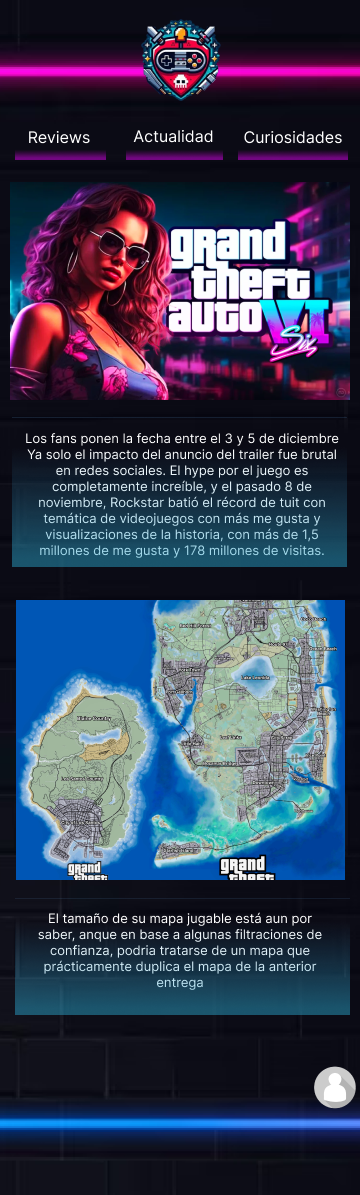 Reviews
Actualidad
Curiosidades
grand
theft
auto VI
Six
Los fans ponen la fecha entre el 3 y 5 de diciembre
Ya solo el impacto del anuncio del trailer fue brutal
en redes sociales. El hype por el juego es
completamente increíble, y el pasado 8 de
noviembre, Rockstar batió el récord de tuit con
temática de videojuegos con más me gusta y
visualizaciones de la historia, con más de 1,5
millones de me gusta y 178 millones de visitas.
Blaine County
grand
theft
grand
theft
El tamaño de su mapa jugable está aun por
saber, anque en base a algunas filtraciones de
confianza, podria tratarse de un mapa que
prácticamente duplica el mapa de la anterior
entrega